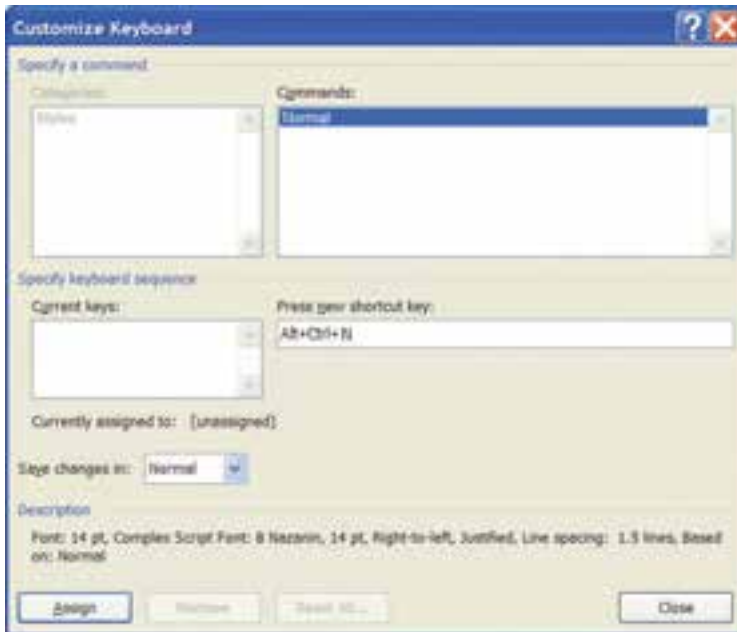 Customize Keyboard
Specify a command
Categories:
Commands:
Styles
Normal
Specify keyboard sequence
Current keys:
Press new shortcut key:
Alt+Ctrl+N
Currently assigned to: [unassigned]
Save changes in: Normal
Description
Font: 14 pt, Complex Script Font: B Nazanin, 14 pt, Right-to-left, Justified, Line spacing: 1.5 lines, Based
on: Normal
Assign
Remove
Reset All...
Close